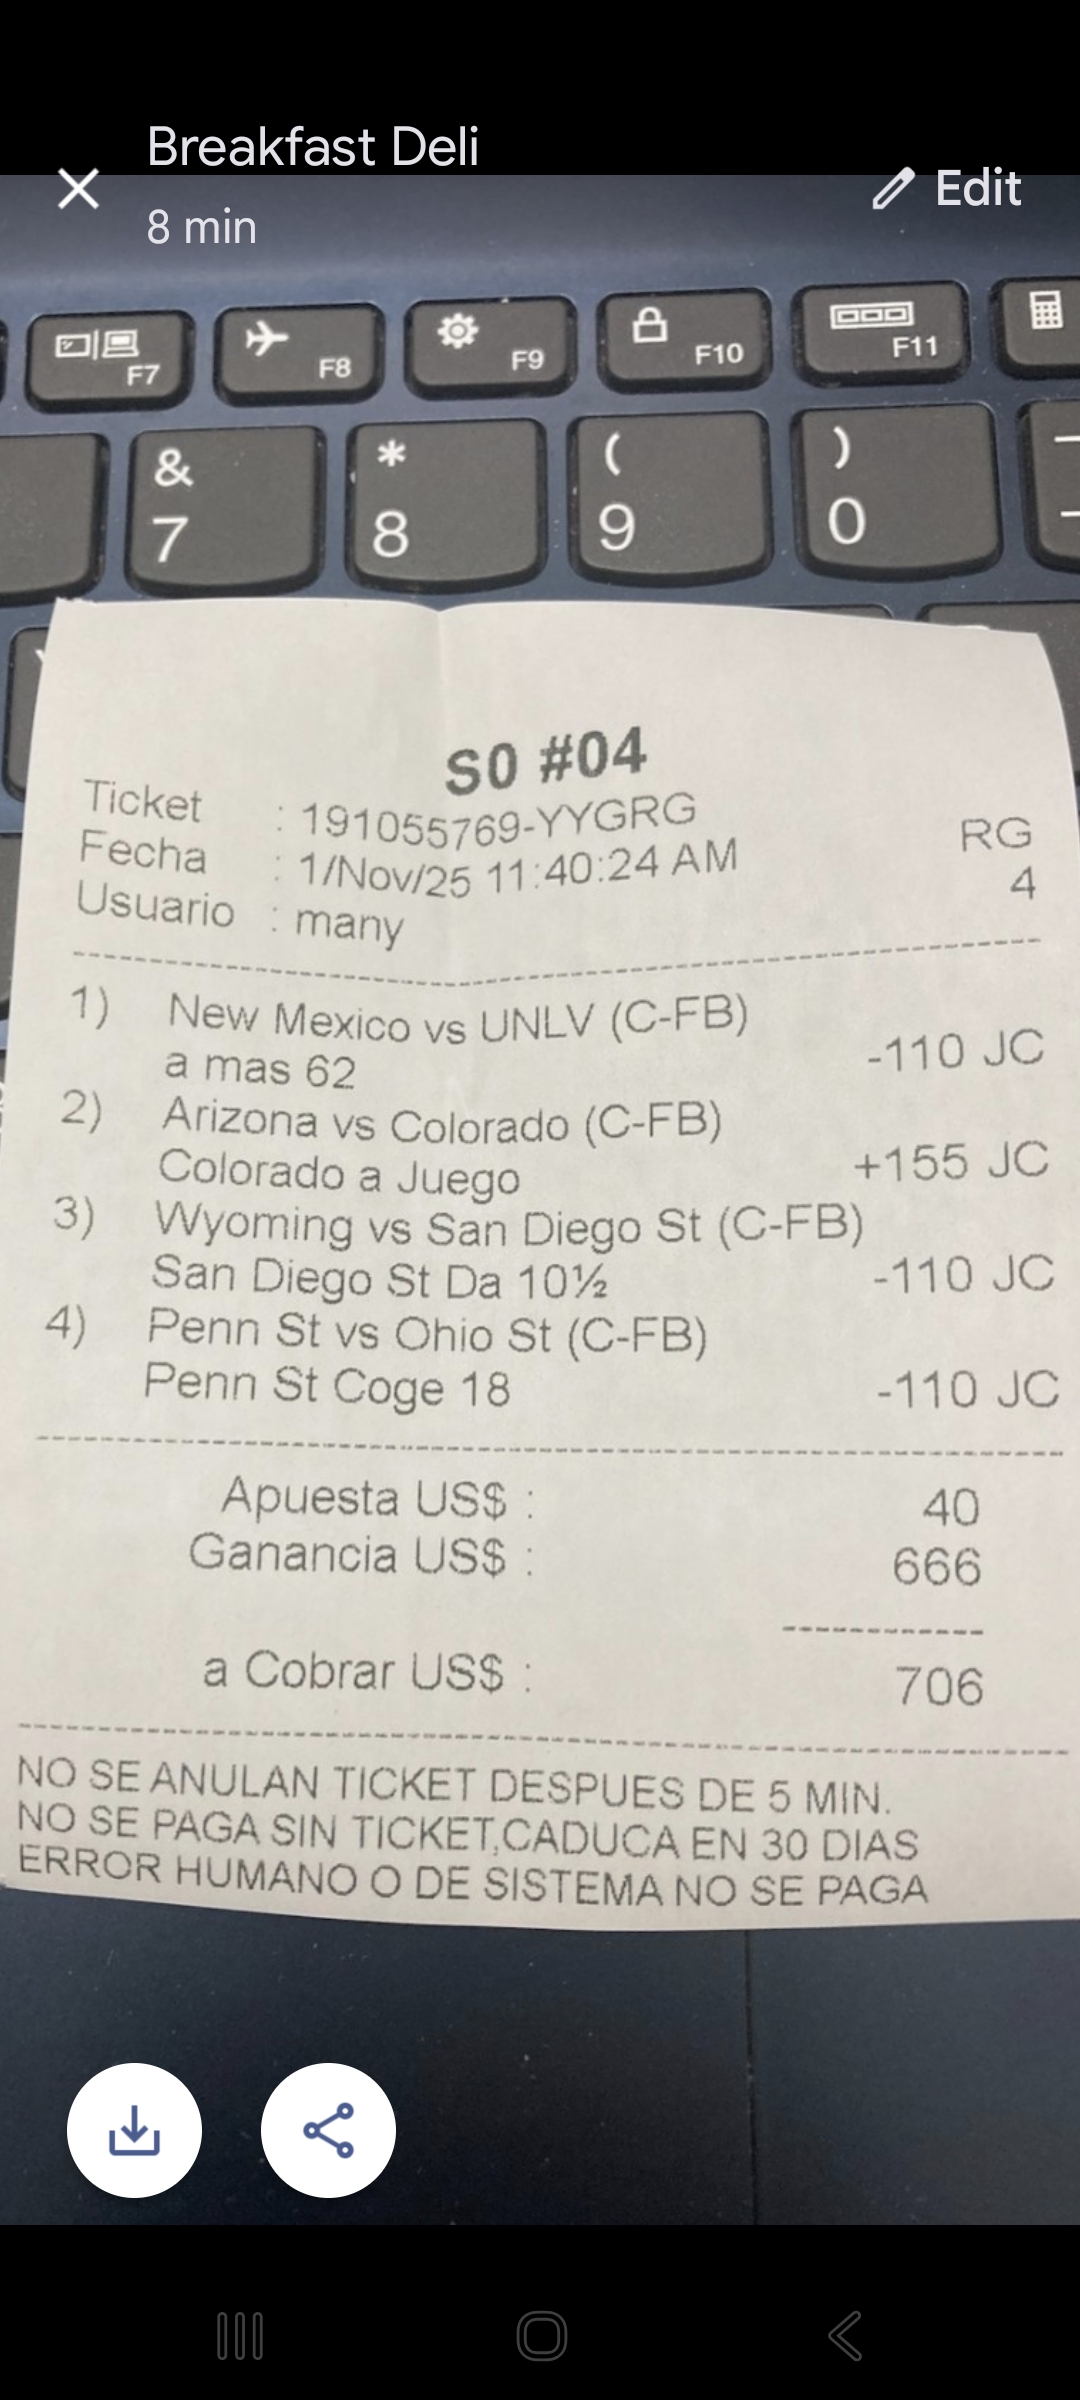 Breakfast Deli
8 min
Edit
F7
F8
F9
F10
F11
&
7
*
8
(
9
)
0
S0 #04
Ticket : 191055769-YYGRG RG
Fecha : 1/Nov/25 11:40:24 AM 4
Usuario : many
1) New Mexico vs UNLV (C-FB)
a mas 62 -110 JC
2) Arizona vs Colorado (C-FB)
Colorado a Juego +155 JC
3) Wyoming vs San Diego St (C-FB)
San Diego St Da 10½ -110 JC
4) Penn St vs Ohio St (C-FB)
Penn St Coge 18 -110 JC
Apuesta US$ : 40
Ganancia US$ : 666
a Cobrar US$ : 706
NO SE ANULAN TICKET DESPUES DE 5 MIN.
NO SE PAGA SIN TICKET,CADUCA EN 30 DIAS
ERROR HUMANO O DE SISTEMA NO SE PAGA